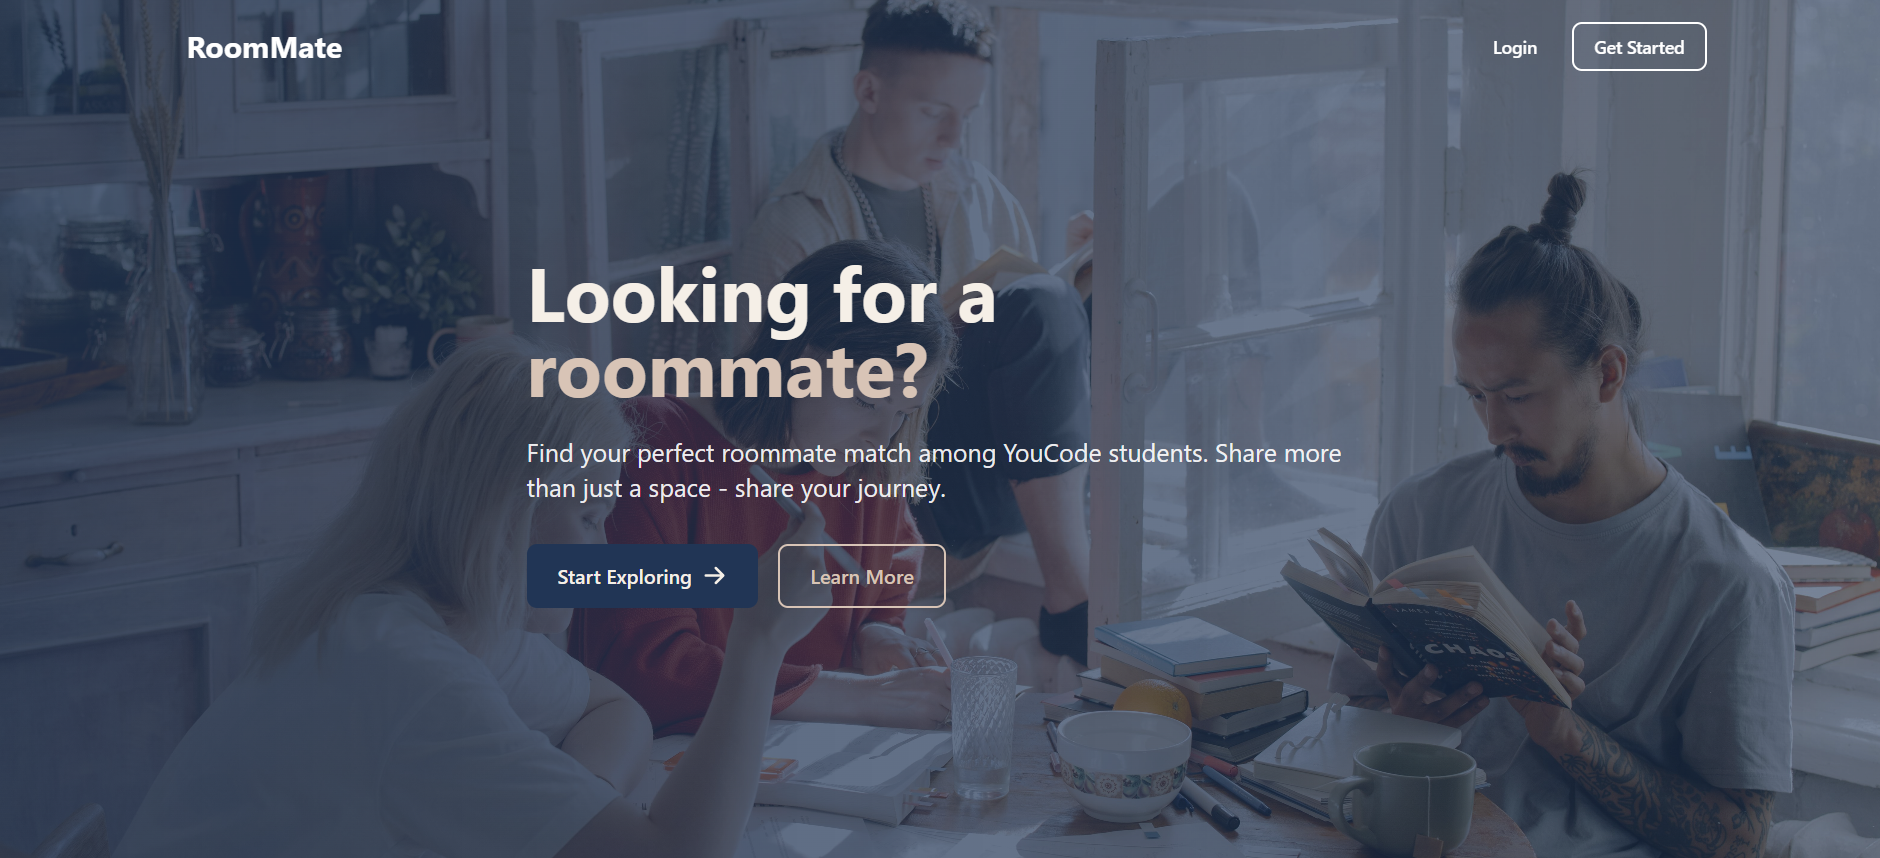 RoomMate
Login
Get Started
Looking for a
roommate?
Find your perfect roommate match among YouCode students. Share more
than just a space - share your journey.
Start Exploring
Learn More
CHAOS